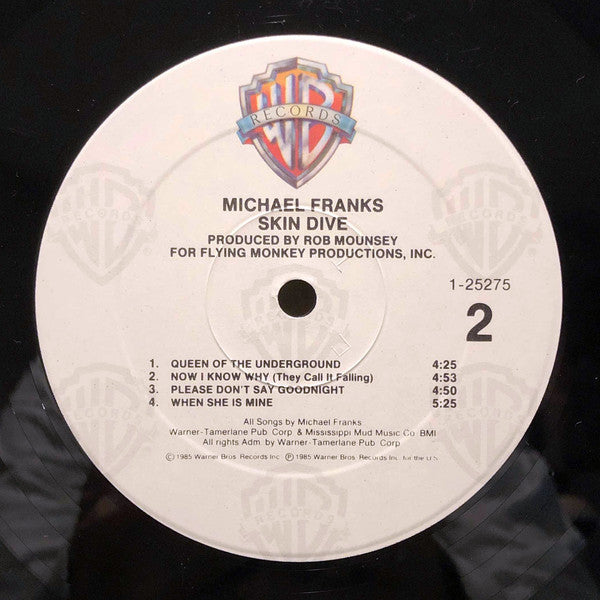 WB
RECORDS
MICHAEL FRANKS
SKIN DIVE
PRODUCED BY ROB MOUNSEY
FOR FLYING MONKEY PRODUCTIONS, INC.
1-25275
2
1. QUEEN OF THE UNDERGROUND 4:25
2. NOW I KNOW WHY (They Call It Falling) 4:53
3. PLEASE DON'T SAY GOODNIGHT 4:50
4. WHEN SHE IS MINE 5:25
All Songs by Michael Franks
Warner-Tamerlane Pub. Corp. & Mississippi Mud Music Co. BMI
All rights Adm. by Warner-Tamerlane Pub. Corp.
© 1985 Warner Bros. Records Inc. ℗ 1985 Warner Bros. Records Inc. for the U.S.